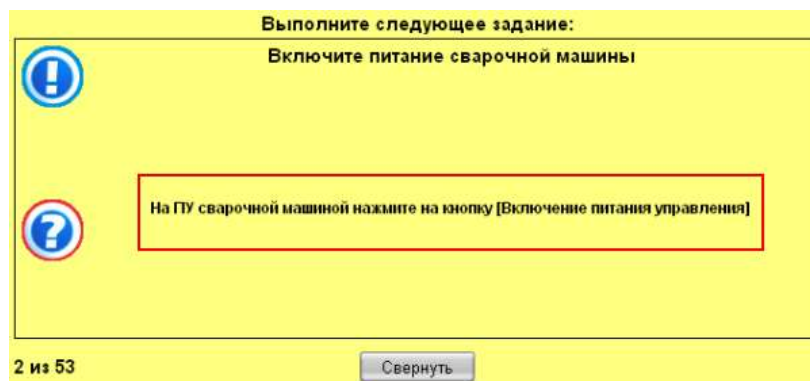 Выполните следующее задание:
Включите питание сварочной машины
На ПУ сварочной машиной нажмите на кнопку [Включение питания управления]
2 из 53
Свернуть